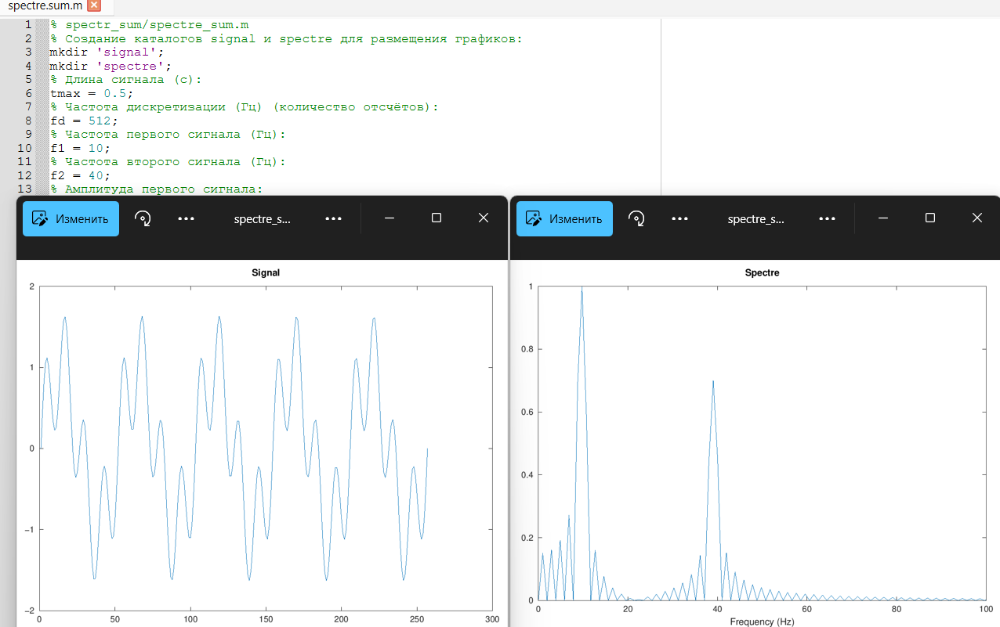 spectre.sum.m
1 % spectr_sum/spectre_sum.m
2 % Создание каталогов signal и spectre для размещения графиков:
3 mkdir 'signal';
4 mkdir 'spectre';
5 % Длина сигнала (с):
6 tmax = 0.5;
7 % Частота дискретизации (Гц) (количество отсчётов):
8 fd = 512;
9 % Частота первого сигнала (Гц):
10 f1 = 10;
11 % Частота второго сигнала (Гц):
12 f2 = 40;
13 % Амплитуда первого сигнала:
Изменить ••• spectre_s... •••
Signal
2
1
0
−1
−2
0 50 100 150 200 250 300
Изменить ••• spectre_s... •••
Spectre
1
0.8
0.6
0.4
0.2
0
0 20 40 60 80 100
Frequency (Hz)